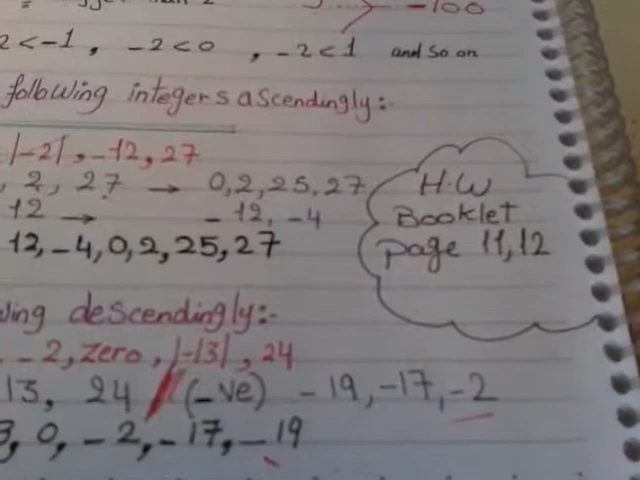 -100
2 < -1 , -2 < 0 , -2 < 1 and so on
following integers ascendingly:-
|-2| , -12 , 27
, 2 , 27 → 0, 2, 25, 27
12 → - 12, -4
12, -4, 0, 2, 25, 27
H.W
Booklet
page 11,12
wing descendingly:-
, -2, zero, |-13| , 24
13, 24 / (-ve) -19, -17, -2
3, 0, -2, -17, -19